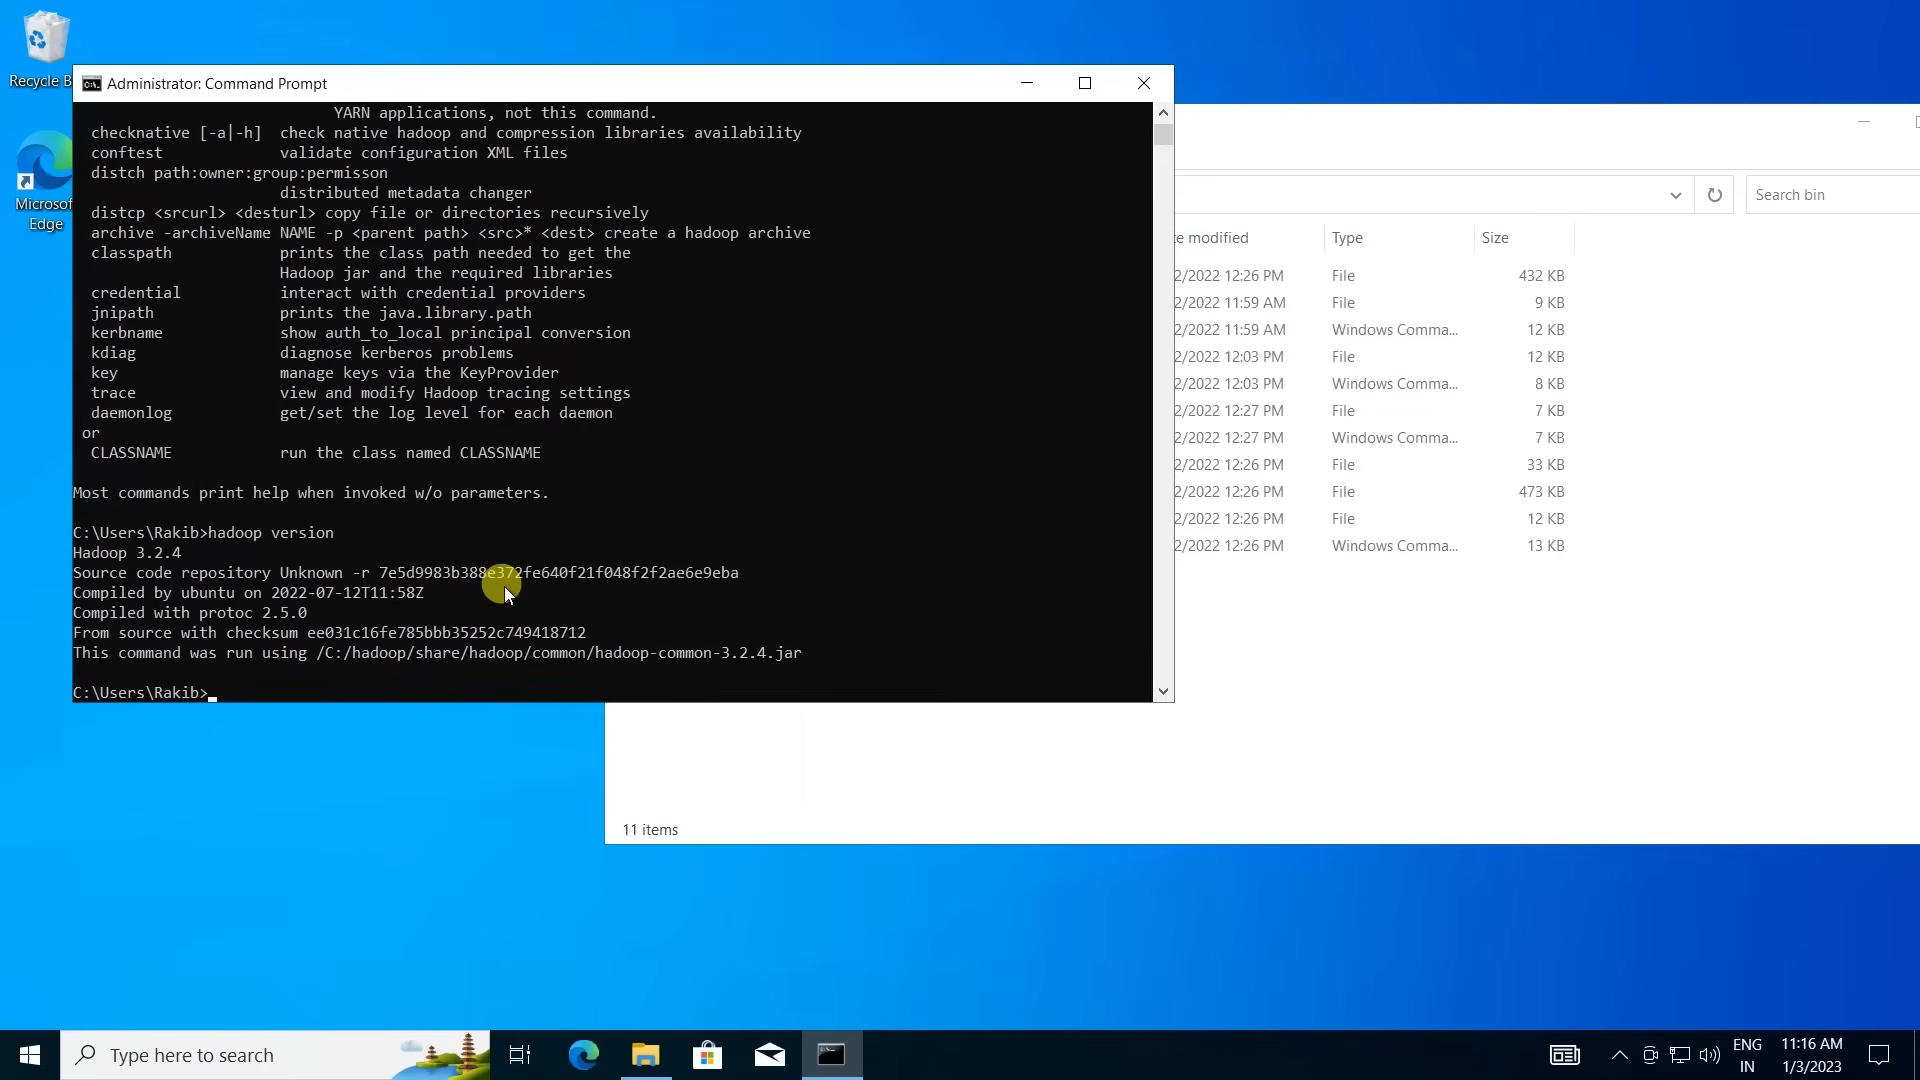 Recycle B
Microsof
Edge
Administrator: Command Prompt
YARN applications, not this command.
checknative [-a|-h]  check native hadoop and compression libraries availability
conftest             validate configuration XML files
distch path:owner:group:permisson
distributed metadata changer
distcp <srcurl> <desturl> copy file or directories recursively
archive -archiveName NAME -p <parent path> <src>* <dest> create a hadoop archive
classpath            prints the class path needed to get the
Hadoop jar and the required libraries
credential           interact with credential providers
jnipath              prints the java.library.path
kerbname             show auth_to_local principal conversion
kdiag                diagnose kerberos problems
key                  manage keys via the KeyProvider
trace                view and modify Hadoop tracing settings
daemonlog            get/set the log level for each daemon
or
CLASSNAME            run the class named CLASSNAME
Most commands print help when invoked w/o parameters.
C:\Users\Rakib>hadoop version
Hadoop 3.2.4
Source code repository Unknown -r 7e5d9983b388e372fe640f21f048f2f2ae6e9eba
Compiled by ubuntu on 2022-07-12T11:58Z
Compiled with protoc 2.5.0
From source with checksum ee031c16fe785bbb35252c749418712
This command was run using /C:/hadoop/share/hadoop/common/hadoop-common-3.2.4.jar
C:\Users\Rakib>
Search bin
te modified Type Size
2/2022 12:26 PM File 432 KB
2/2022 11:59 AM File 9 KB
2/2022 11:59 AM Windows Comma... 12 KB
2/2022 12:03 PM File 12 KB
2/2022 12:03 PM Windows Comma... 8 KB
2/2022 12:27 PM File 7 KB
2/2022 12:27 PM Windows Comma... 7 KB
2/2022 12:26 PM File 33 KB
2/2022 12:26 PM File 473 KB
2/2022 12:26 PM File 12 KB
2/2022 12:26 PM Windows Comma... 13 KB
11 items
Type here to search
ENG
IN
11:16 AM
1/3/2023